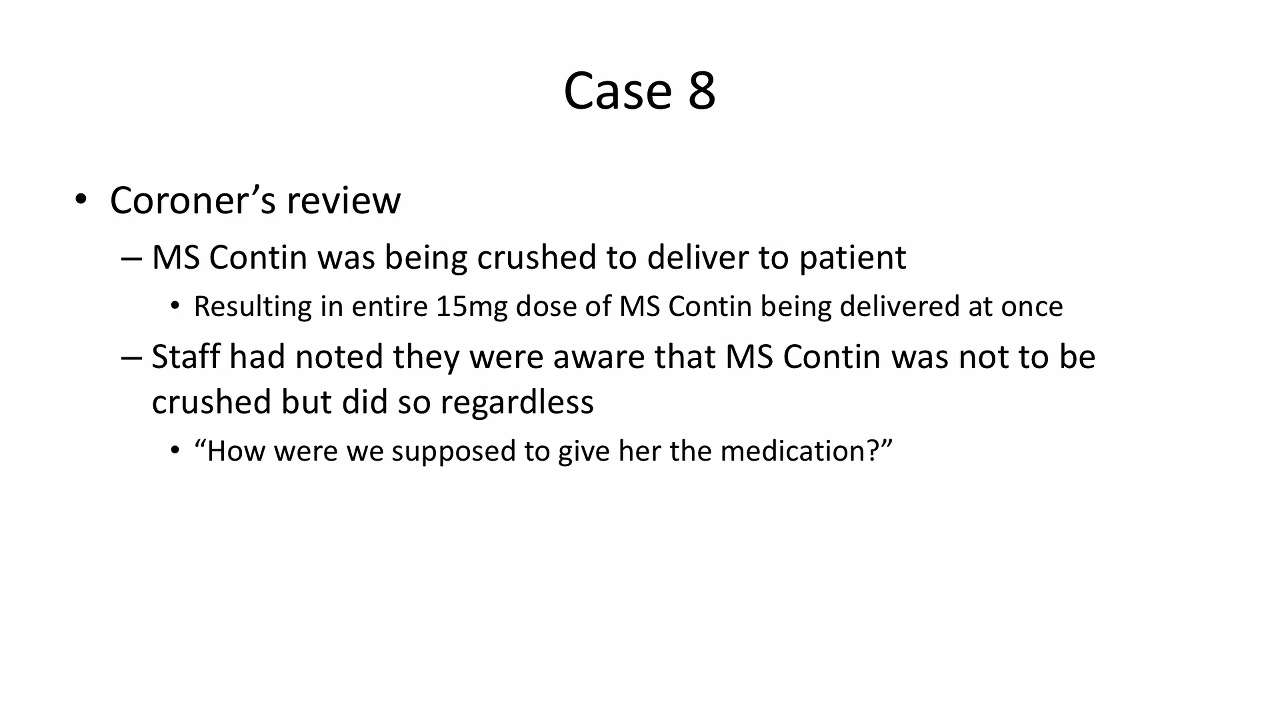 Case 8
• Coroner’s review
– MS Contin was being crushed to deliver to patient
• Resulting in entire 15mg dose of MS Contin being delivered at once
– Staff had noted they were aware that MS Contin was not to be
crushed but did so regardless
• “How were we supposed to give her the medication?”